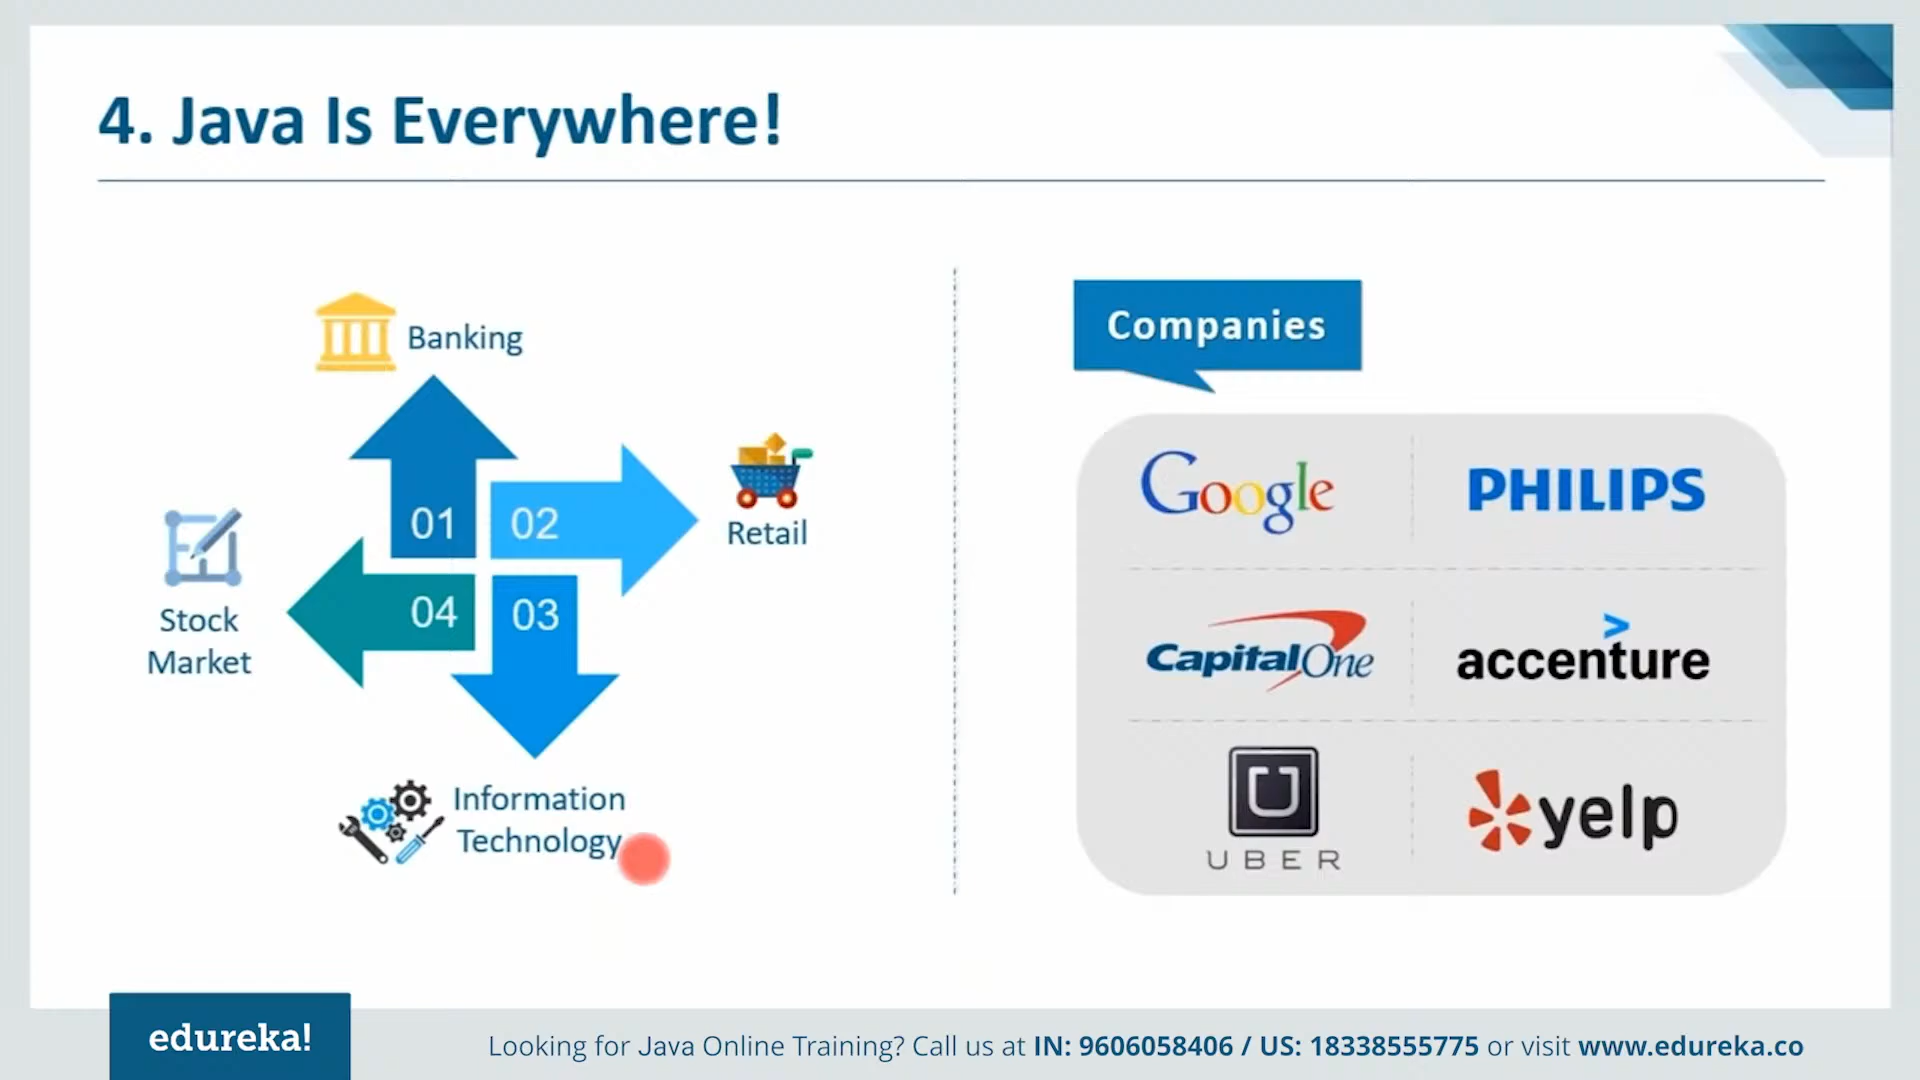 4. Java Is Everywhere!
Banking
01
02
Retail
Stock
Market
04
03
Information
Technology
Companies
Google
PHILIPS
CapitalOne
accenture
UBER
yelp
edureka!
Looking for Java Online Training? Call us at IN: 9606058406 / US: 18338555775 or visit www.edureka.co